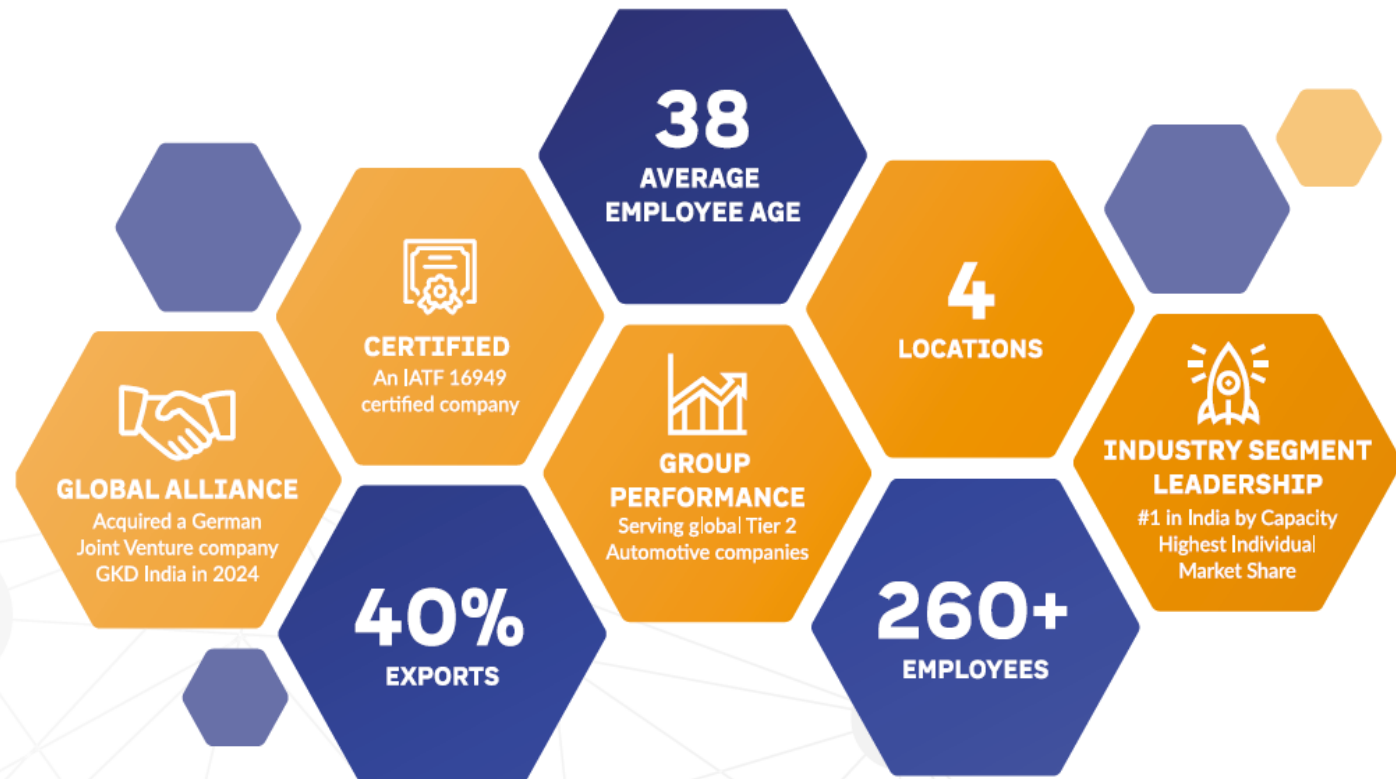 38
AVERAGE
EMPLOYEE AGE
CERTIFIED
An IATF 16949
certified company
4
LOCATIONS
GLOBAL ALLIANCE
Acquired a German
Joint Venture company
GKD India in 2024
GROUP
PERFORMANCE
Serving global Tier 2
Automotive companies
INDUSTRY SEGMENT
LEADERSHIP
#1 in India by Capacity
Highest Individual
Market Share
40%
EXPORTS
260+
EMPLOYEES